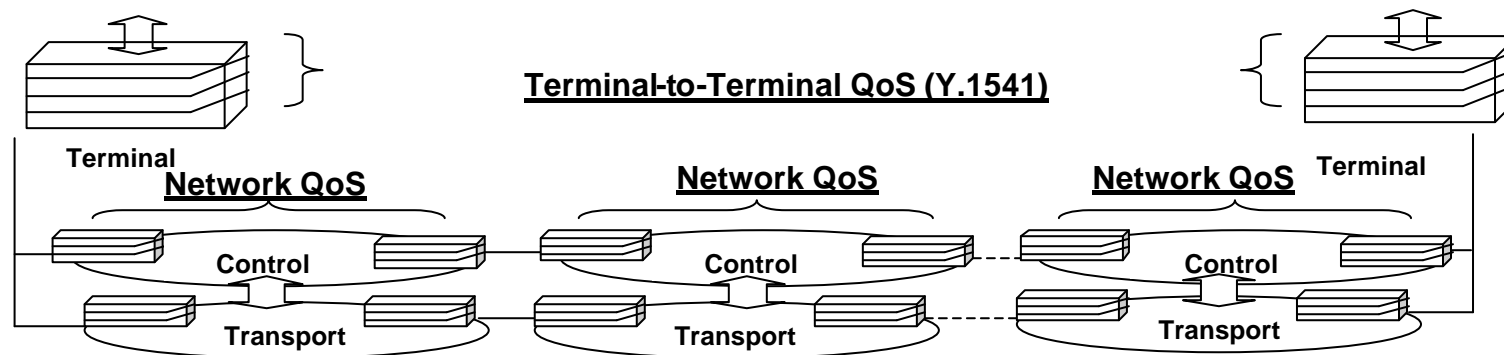 Terminal-to-Terminal QoS (Y.1541)
Terminal
Terminal
Network QoS
Network QoS
Network QoS
Control
Control
Control
Transport
Transport
Transport